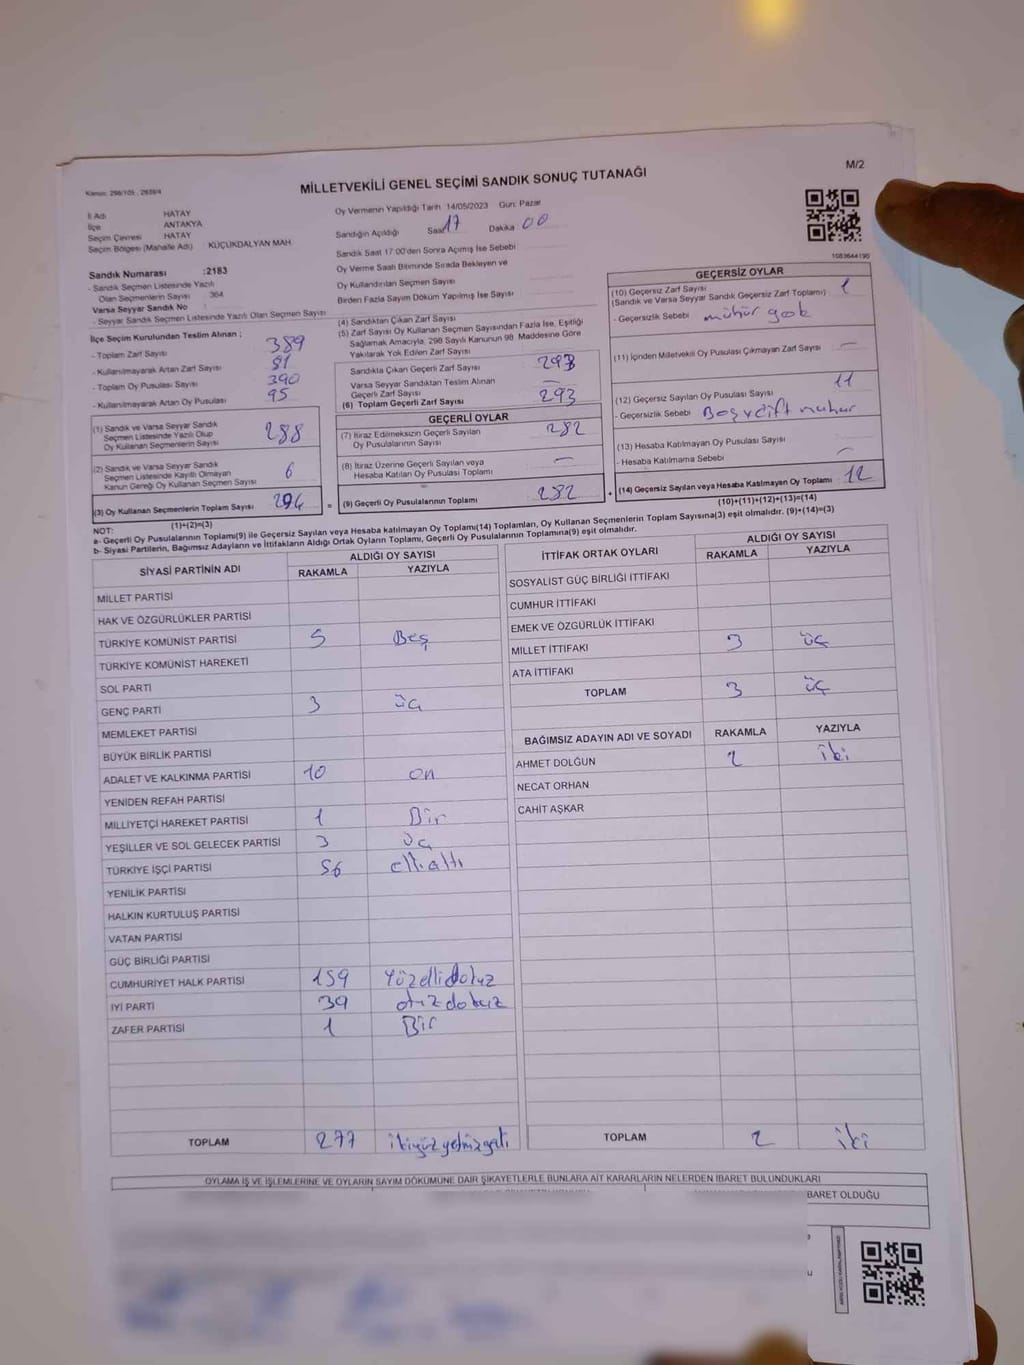 M/2
Kanun: 298/105 , 2839/4
MİLLETVEKİLİ GENEL SEÇİMİ SANDIK SONUÇ TUTANAĞI
İl Adı HATAY
İlçe ANTAKYA
Seçim Çevresi HATAY
Seçim Bölgesi (Mahalle Adı) KÜÇÜKDALYAN MAH
Sandık Numarası :2183
- Sandık Seçmen Listesinde Yazılı
Olan Seçmenlerin Sayısı 364
Varsa Seyyar Sandık No
- Seyyar Sandık Seçmen Listesinde Yazılı Olan Seçmen Sayısı
İlçe Seçim Kurulundan Teslim Alınan ;
- Toplam Zarf Sayısı 389
- Kullanılmayarak Artan Zarf Sayısı 81
- Toplam Oy Pusulası Sayısı 390
- Kullanılmayarak Artan Oy Pusulası 95
(1) Sandık ve Varsa Seyyar Sandık
Seçmen Listesinde Yazılı Olup
Oy Kullanan Seçmenlerin Sayısı 288
(2) Sandık ve Varsa Seyyar Sandık
Seçmen Listesinde Kayıtlı Olmayan
Kanun Gereği Oy Kullanan Seçmen Sayısı 6
(3) Oy Kullanan Seçmenlerin Toplam Sayısı 294
(1)+(2)=(3)
Oy Vermenin Yapıldığı Tarih 14/05/2023 Gün: Pazar
Sandığın Açıldığı Saat 17 Dakika 00
Sandık Saat 17:00'den Sonra Açılmış İse Sebebi
Oy Verme Saati Bitiminde Sırada Bekleyen ve
Oy Kullandırılan Seçmen Sayısı
Birden Fazla Sayım Döküm Yapılmış İse Sayısı
(4) Sandıktan Çıkan Zarf Sayısı
(5) Zarf Sayısı Oy Kullanan Seçmen Sayısından Fazla İse, Eşitliği
Sağlamak Amacıyla, 298 Sayılı Kanunun 98. Maddesine Göre
Yakılarak Yok Edilen Zarf Sayısı
Sandıkta Çıkan Geçerli Zarf Sayısı 293
Varsa Seyyar Sandıktan Teslim Alınan
Geçerli Zarf Sayısı —
(6) Toplam Geçerli Zarf Sayısı 293
GEÇERLİ OYLAR
(7) İtiraz Edilmeksizin Geçerli Sayılan
Oy Pusulalarının Sayısı 282
(8) İtiraz Üzerine Geçerli Sayılan veya
Hesaba Katılan Oy Pusulası Toplamı —
= (9) Geçerli Oy Pusulalarının Toplamı 282
1083644190
GEÇERSİZ OYLAR
(10) Geçersiz Zarf Sayısı
(Sandık ve Varsa Seyyar Sandık Geçersiz Zarf Toplamı) 1
- Geçersizlik Sebebi mühür yok
(11) İçinden Milletvekili Oy Pusulası Çıkmayan Zarf Sayısı —
(12) Geçersiz Sayılan Oy Pusulası Sayısı 11
- Geçersizlik Sebebi
(13) Hesaba Katılmayan Oy Pusulası Sayısı —
- Hesaba Katılmama Sebebi
+ (14) Geçersiz Sayılan veya Hesaba Katılmayan Oy Toplamı 12
(10)+(11)+(12)+(13)=(14)
NOT:
a- Geçerli Oy Pusulalarının Toplamı(9) ile Geçersiz Sayılan veya Hesaba katılmayan Oy Toplamı(14) Toplamları, Oy Kullanan Seçmenlerin Toplam Sayısına(3) eşit olmalıdır. (9)+(14)=(3)
b- Siyasi Partilerin, Bağımsız Adayların ve İttifakların Aldığı Ortak Oyların Toplamı, Geçerli Oy Pusulalarının Toplamına(9) eşit olmalıdır.
SİYASİ PARTİNİN ADI ALDIĞI OY SAYISI
RAKAMLA YAZIYLA
MİLLET PARTİSİ
HAK VE ÖZGÜRLÜKLER PARTİSİ
TÜRKİYE KOMÜNİST PARTİSİ 5 Beş
TÜRKİYE KOMÜNİST HAREKETİ
SOL PARTİ
GENÇ PARTİ 3 üç
MEMLEKET PARTİSİ
BÜYÜK BİRLİK PARTİSİ
ADALET VE KALKINMA PARTİSİ 10 on
YENİDEN REFAH PARTİSİ
MİLLİYETÇİ HAREKET PARTİSİ 1 Bir
YEŞİLLER VE SOL GELECEK PARTİSİ 3 üç
TÜRKİYE İŞÇİ PARTİSİ 56 elli altı
YENİLİK PARTİSİ
HALKIN KURTULUŞ PARTİSİ
VATAN PARTİSİ
GÜÇ BİRLİĞİ PARTİSİ
CUMHURİYET HALK PARTİSİ 159 Yüzellidokuz
İYİ PARTİ 39 otuz dokuz
ZAFER PARTİSİ 1 Bir
TOPLAM 277 ikiyüz yetmiş yedi
İTTİFAK ORTAK OYLARI ALDIĞI OY SAYISI
RAKAMLA YAZIYLA
SOSYALİST GÜÇ BİRLİĞİ İTTİFAKI
CUMHUR İTTİFAKI
EMEK VE ÖZGÜRLÜK İTTİFAKI
MİLLET İTTİFAKI 3 üç
ATA İTTİFAKI
TOPLAM 3 üç
BAĞIMSIZ ADAYIN ADI VE SOYADI RAKAMLA YAZIYLA
AHMET DOLĞUN 2 iki
NECAT ORHAN
CAHİT AŞKAR
TOPLAM 2 iki
OYLAMA İŞ VE İŞLEMLERİNE VE OYLARIN SAYIM DÖKÜMÜNE DAİR ŞİKAYETLERLE BUNLARA AİT KARARLARIN NELERDEN İBARET BULUNDUKLARI
İBARET OLDUĞU